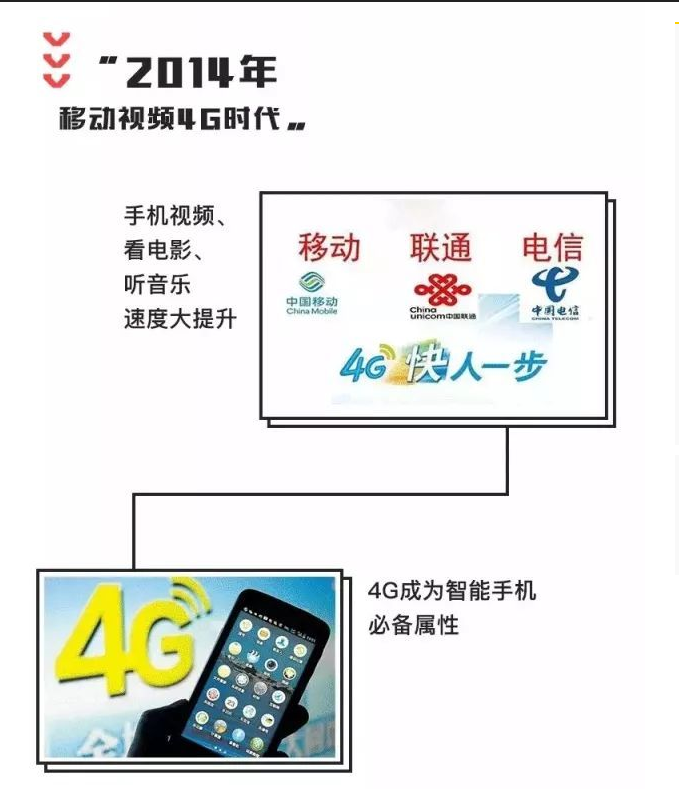 “2014年
移动视频4G时代”
手机视频、
看电影、
听音乐
速度大提升
移动 联通 电信
中国移动
China Mobile
China
unicom中国联通
中国电信
CHINA TELECOM
4G 快人一步
4G成为智能手机
必备属性
4G